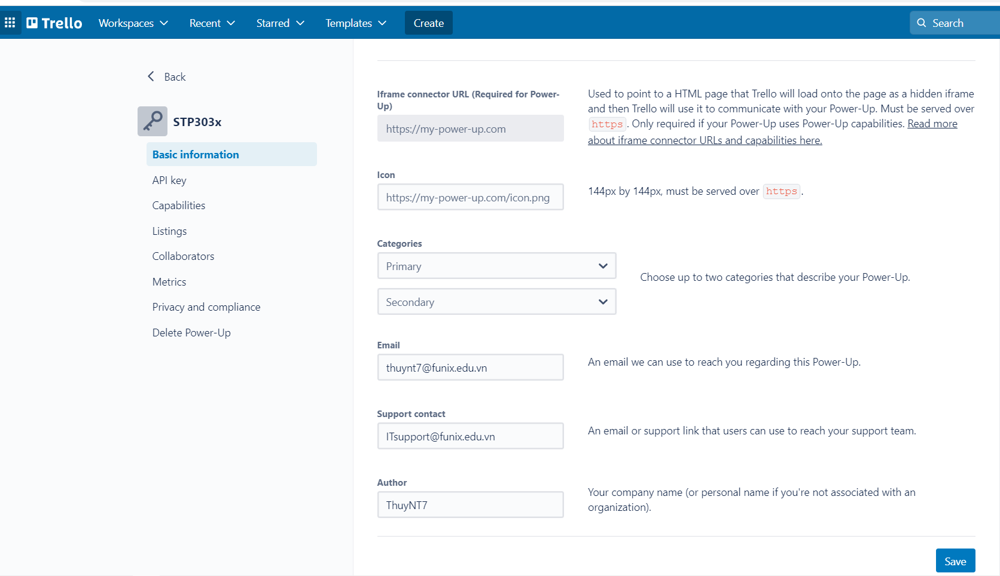 Trello
Workspaces
Recent
Starred
Templates
Create
Search
Back
STP303x
Basic information
API key
Capabilities
Listings
Collaborators
Metrics
Privacy and compliance
Delete Power-Up
Iframe connector URL (Required for Power-
Up)
https://my-power-up.com
Used to point to a HTML page that Trello will load onto the page as a hidden iframe
and then Trello will use it to communicate with your Power-Up. Must be served over
https. Only required if your Power-Up uses Power-Up capabilities. Read more
about iframe connector URLs and capabilities here.
Icon
https://my-power-up.com/icon.png
144px by 144px, must be served over https.
Categories
Primary
Secondary
Choose up to two categories that describe your Power-Up.
Email
thuynt7@funix.edu.vn
An email we can use to reach you regarding this Power-Up.
Support contact
ITsupport@funix.edu.vn
An email or support link that users can use to reach your support team.
Author
ThuyNT7
Your company name (or personal name if you're not associated with an
organization).
Save